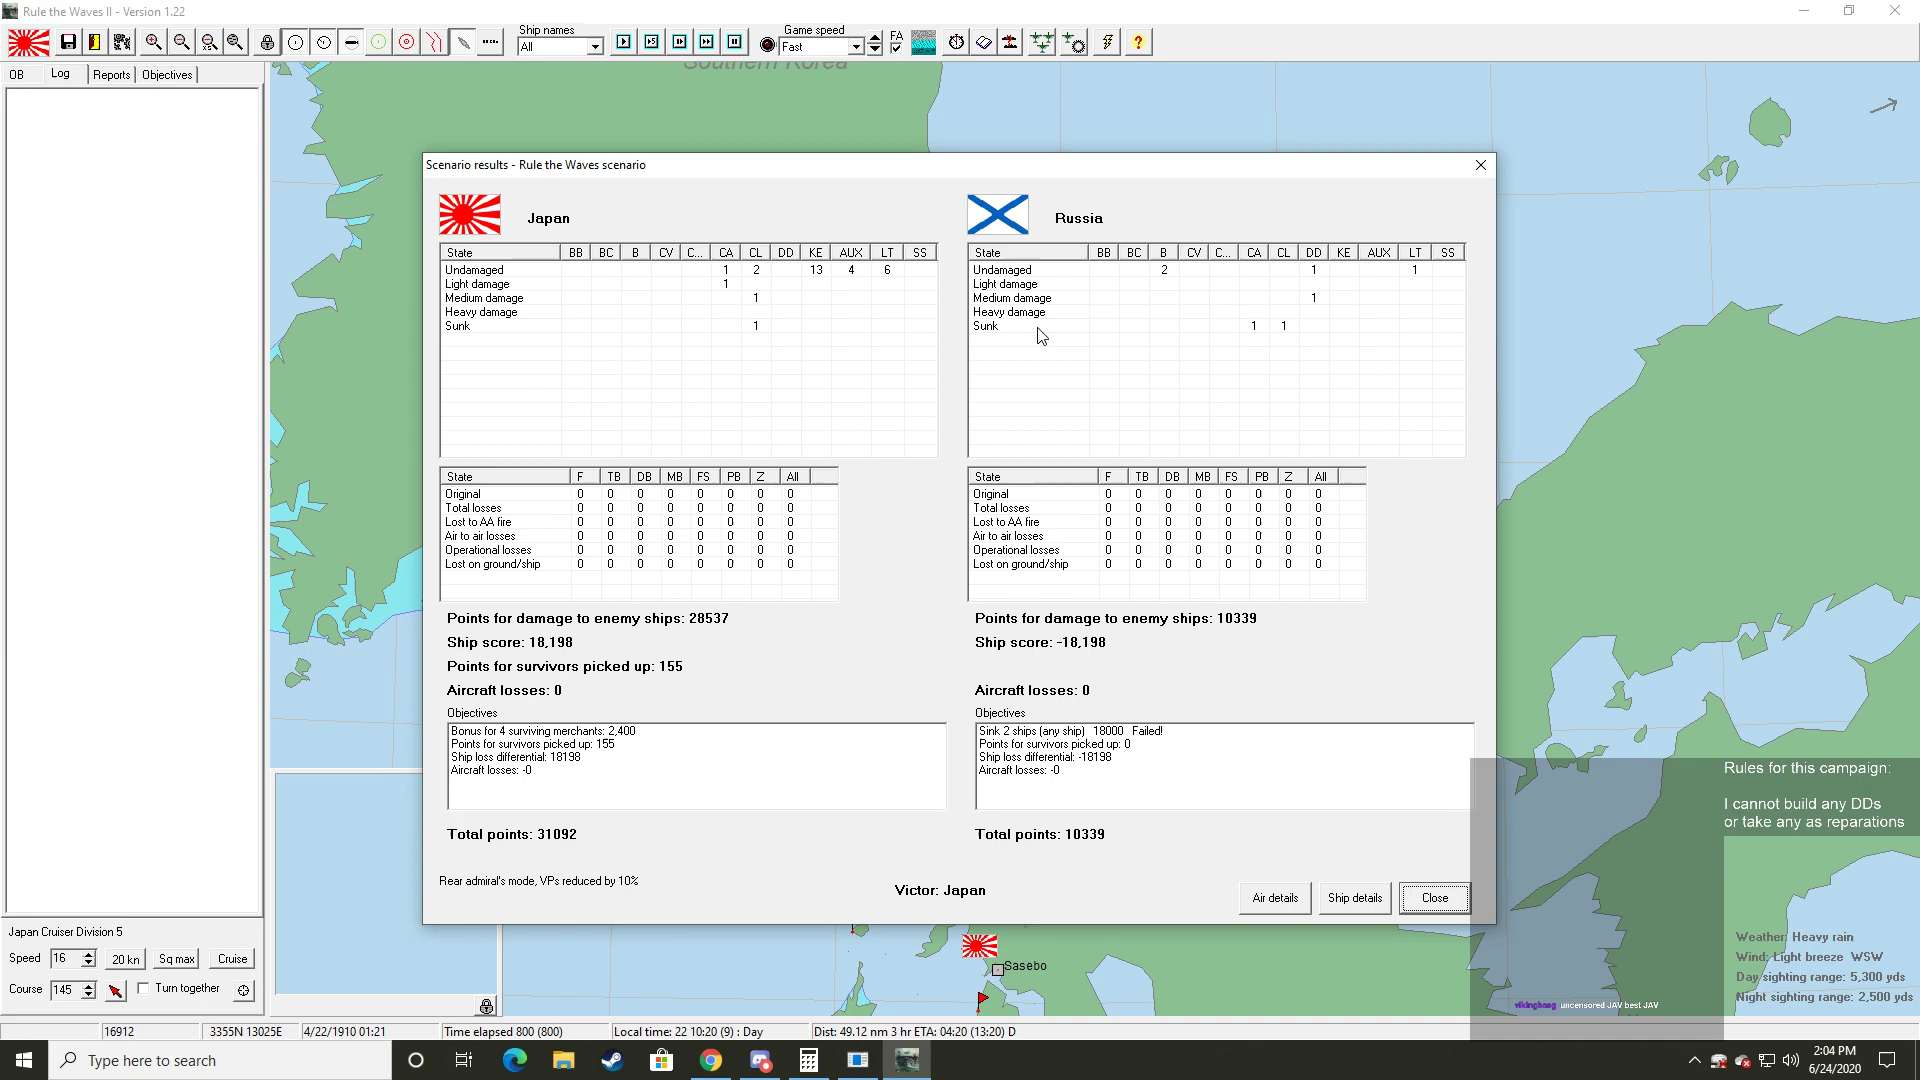 Rule the Waves II - Version 1.22
Ship names
All
Game speed
Fast
FA
OB
Log
Reports
Objectives
Southern Korea
Scenario results - Rule the Waves scenario
Japan
State BB BC B CV C... CA CL DD KE AUX LT SS
Undamaged 1 2 13 4 6
Light damage 1
Medium damage 1
Heavy damage
Sunk 1
State F TB DB MB FS PB Z All
Original 0 0 0 0 0 0 0 0
Total losses 0 0 0 0 0 0 0 0
Lost to AA fire 0 0 0 0 0 0 0 0
Air to air losses 0 0 0 0 0 0 0 0
Operational losses 0 0 0 0 0 0 0 0
Lost on ground/ship 0 0 0 0 0 0 0 0
Points for damage to enemy ships: 28537
Ship score: 18,198
Points for survivors picked up: 155
Aircraft losses: 0
Objectives
Bonus for 4 surviving merchants: 2,400
Points for survivors picked up: 155
Ship loss differential: 18198
Aircraft losses: -0
Total points: 31092
Rear admiral's mode, VPs reduced by 10%
Russia
State BB BC B CV C... CA CL DD KE AUX LT SS
Undamaged 2 1 1
Light damage
Medium damage 1
Heavy damage
Sunk 1 1
State F TB DB MB FS PB Z All
Original 0 0 0 0 0 0 0 0
Total losses 0 0 0 0 0 0 0 0
Lost to AA fire 0 0 0 0 0 0 0 0
Air to air losses 0 0 0 0 0 0 0 0
Operational losses 0 0 0 0 0 0 0 0
Lost on ground/ship 0 0 0 0 0 0 0 0
Points for damage to enemy ships: 10339
Ship score: -18,198
Aircraft losses: 0
Objectives
Sink 2 ships (any ship) 18000 Failed!
Points for survivors picked up: 0
Ship loss differential: -18198
Aircraft losses: -0
Total points: 10339
Victor: Japan
Air details
Ship details
Close
Rules for this campaign:
I cannot build any DDs
or take any as reparations
Weather: Heavy rain
Wind: Light breeze WSW
Day sighting range: 5,300 yds
Night sighting range: 2,500 yds
uncensored JAV best JAV
Sasebo
Japan Cruiser Division 5
Speed 16 20 kn Sq max Cruise
Course 145 Turn together
16912
3355N 13025E
4/22/1910 01:21
Time elapsed 800 (800)
Local time: 22 10:20 (9) : Day
Dist: 49.12 nm 3 hr ETA: 04:20 (13:20) D
Type here to search
2:04 PM
6/24/2020